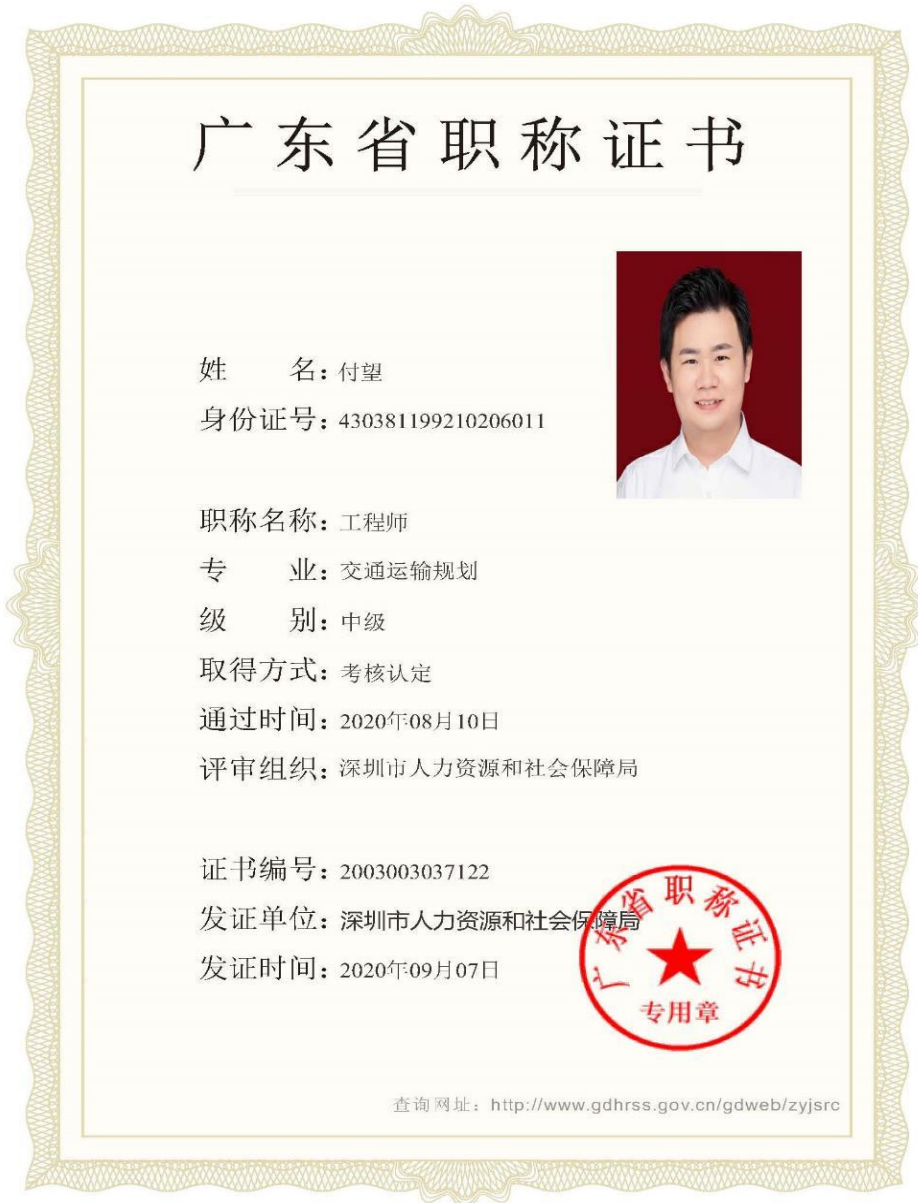 广东省职称证书
姓 名：付望
身份证号：430381199210206011
职称名称：工程师
专 业：交通运输规划
级 别：中级
取得方式：考核认定
通过时间：2020年08月10日
评审组织：深圳市人力资源和社会保障局
证书编号：2003003037122
发证单位：深圳市人力资源和社会保障局
发证时间：2020年09月07日
广东省职称证书
专用章
查询网址：http://www.gdhrss.gov.cn/gdweb/zyjsrc